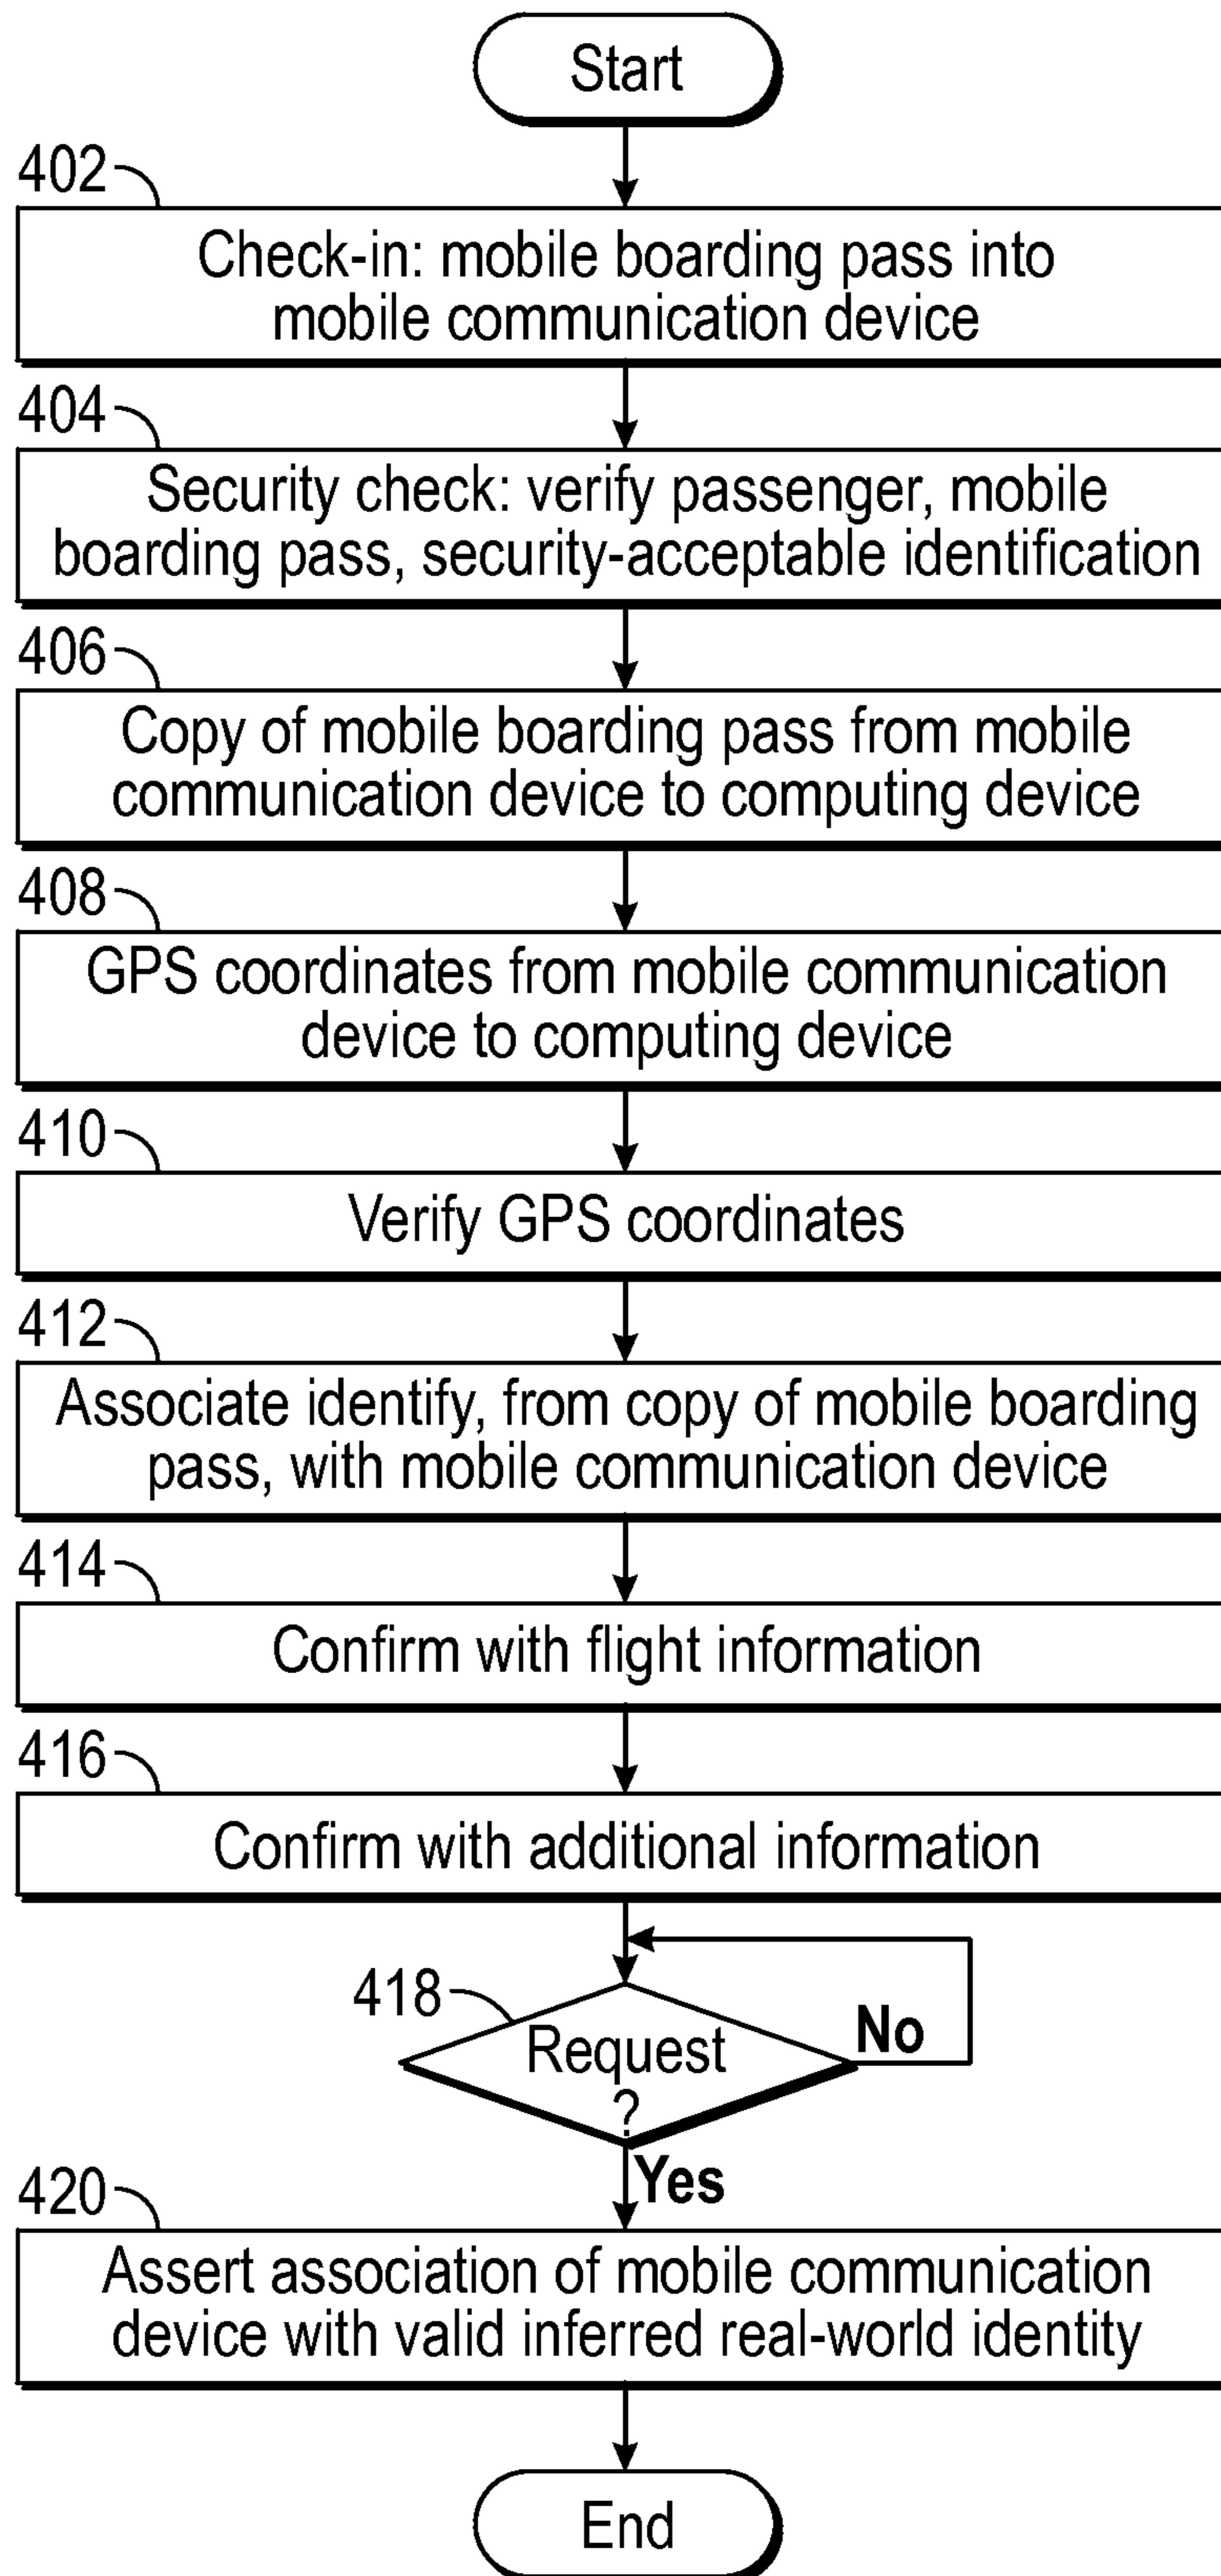 Start
402
Check-in: mobile boarding pass into
mobile communication device
404
Security check: verify passenger, mobile
boarding pass, security-acceptable identification
406
Copy of mobile boarding pass from mobile
communication device to computing device
408
GPS coordinates from mobile communication
device to computing device
410
Verify GPS coordinates
412
Associate identify, from copy of mobile boarding
pass, with mobile communication device
414
Confirm with flight information
416
Confirm with additional information
418
Request
?
No
Yes
420
Assert association of mobile communication
device with valid inferred real-world identity
End